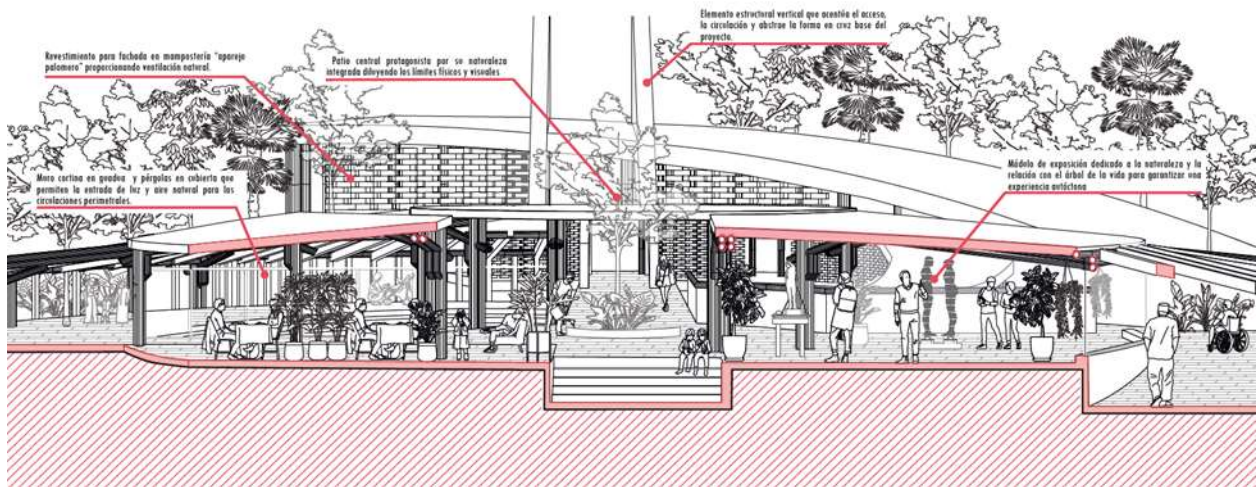 Elemento estructural vertical que acentúa el acceso,
la circulación y abstrae la forma en cruz base del
proyecto.
Revestimiento para fachada en mampostería "aparejo
palomero" proporcionando ventilación natural.
Patio central protagonista por su naturaleza
integrada diluyendo los límites físicos y visuales
Muro cortina en guadua y pérgolas en cubierta que
permiten la entrada de luz y aire natural para las
circulaciones perimetrales.
Módulo de exposición dedicado a la naturaleza y la
relación con el árbol de la vida para garantizar una
experiencia autóctona